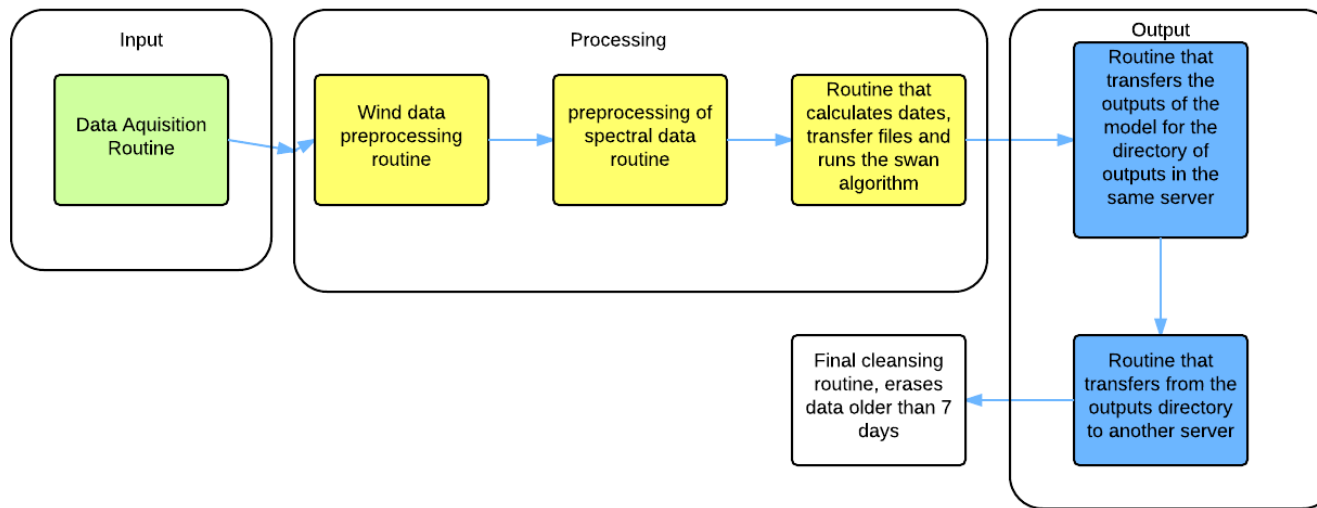 Input
Data Aquisition
Routine
Processing
Wind data
preprocessing
routine
preprocessing of
spectral data
routine
Routine that
calculates dates,
transfer files and
runs the swan
algorithm
Output
Routine that
transfers the
outputs of the
model for the
directory of
outputs in the
same server
Routine that
transfers from the
outputs directory
to another server
Final cleansing
routine, erases
data older than 7
days